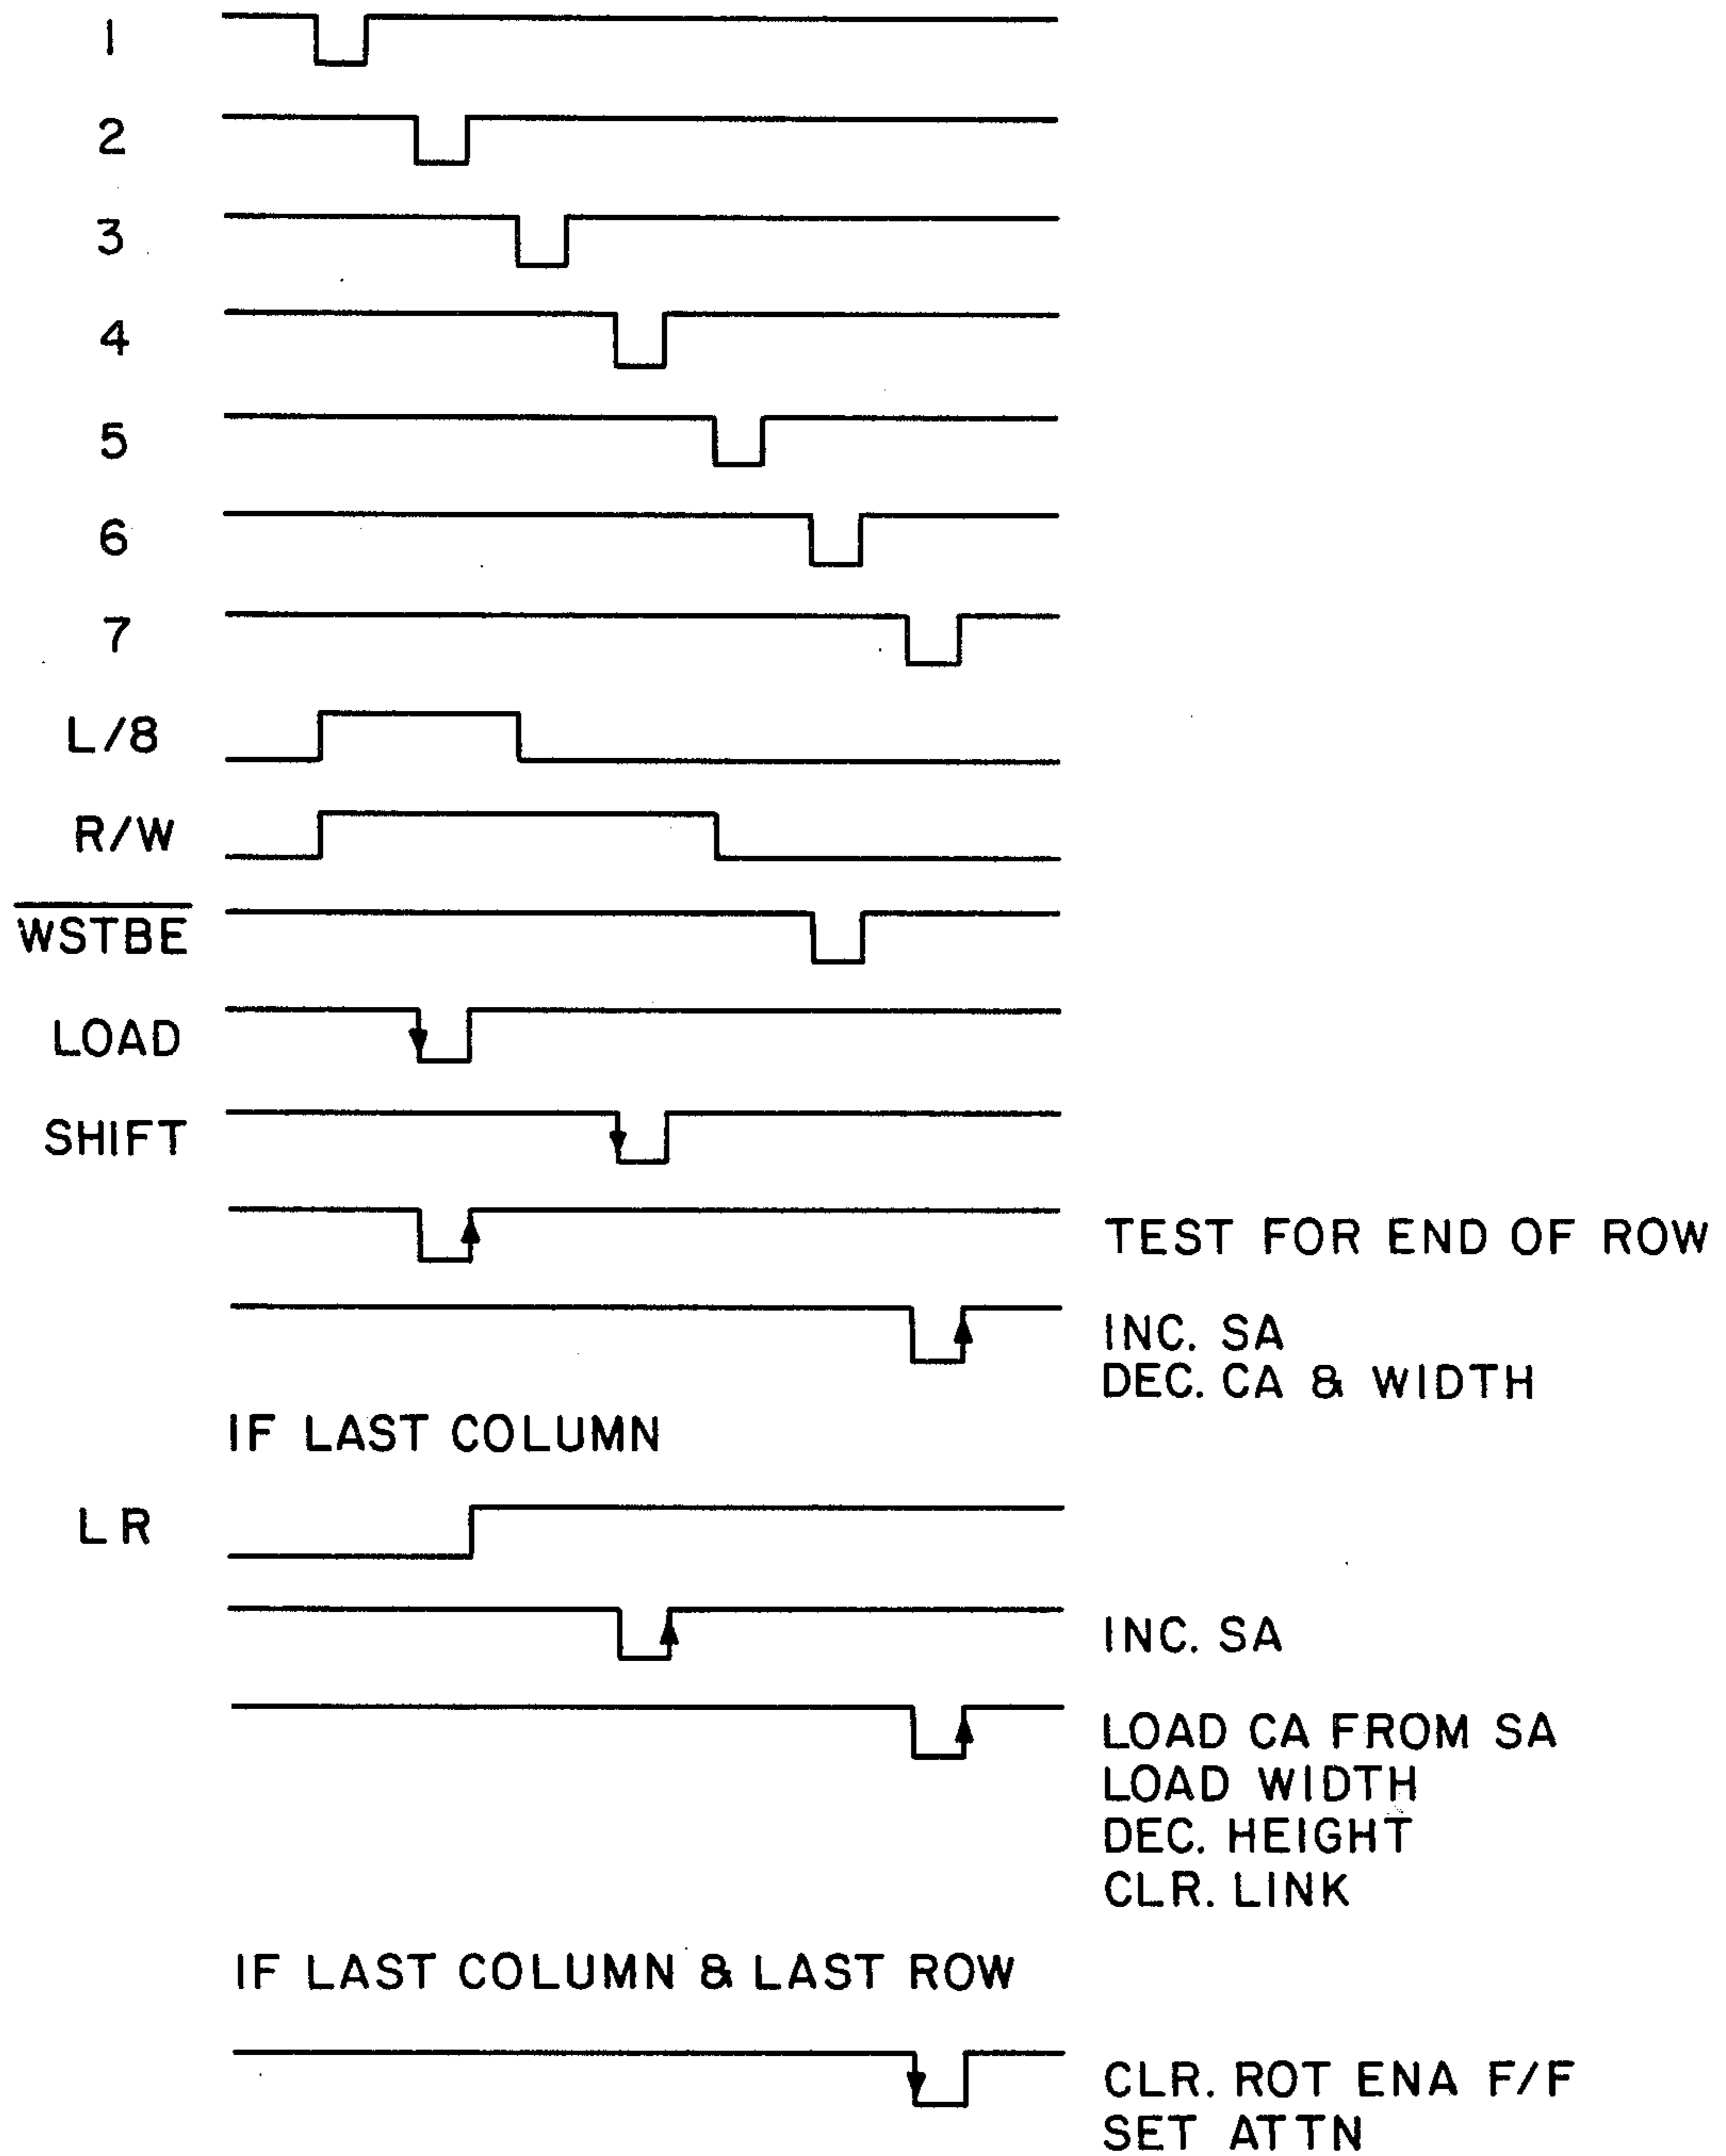 1
2
3
4
5
6
7
L/8
R/W
WSTBE
LOAD
SHIFT
TEST FOR END OF ROW
INC. SA
DEC. CA & WIDTH
IF LAST COLUMN
LR
INC. SA
LOAD CA FROM SA
LOAD WIDTH
DEC. HEIGHT
CLR. LINK
IF LAST COLUMN & LAST ROW
CLR. ROT ENA F/F
SET ATTN